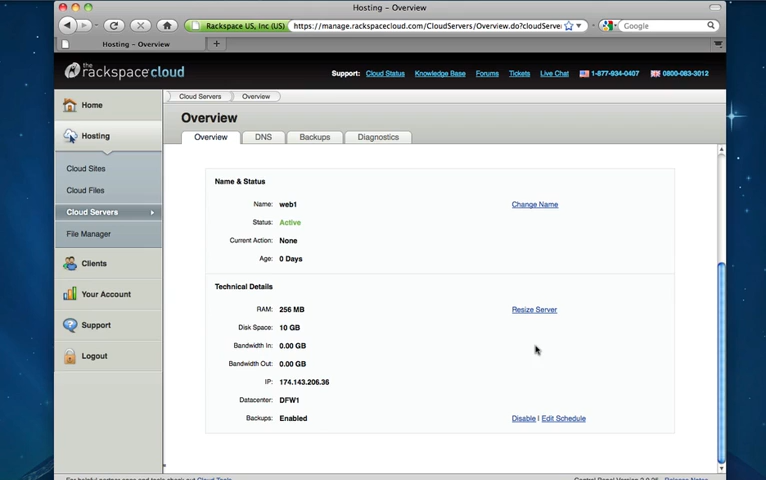 Hosting – Overview
Rackspace US, Inc (US) https://manage.rackspacecloud.com/CloudServers/Overview.do?cloudServe Google
Hosting – Overview
the rackspacecloud
Support: Cloud Status Knowledge Base Forums Tickets Live Chat 1-877-934-0407 0800-083-3012
Home
Hosting
Cloud Sites
Cloud Files
Cloud Servers
File Manager
Clients
Your Account
Support
Logout
Cloud Servers Overview
Overview
Overview DNS Backups Diagnostics
Name & Status
Name: web1 Change Name
Status: Active
Current Action: None
Age: 0 Days
Technical Details
RAM: 256 MB Resize Server
Disk Space: 10 GB
Bandwidth In: 0.00 GB
Bandwidth Out: 0.00 GB
IP: 174.143.206.36
Datacenter: DFW1
Backups: Enabled Disable | Edit Schedule